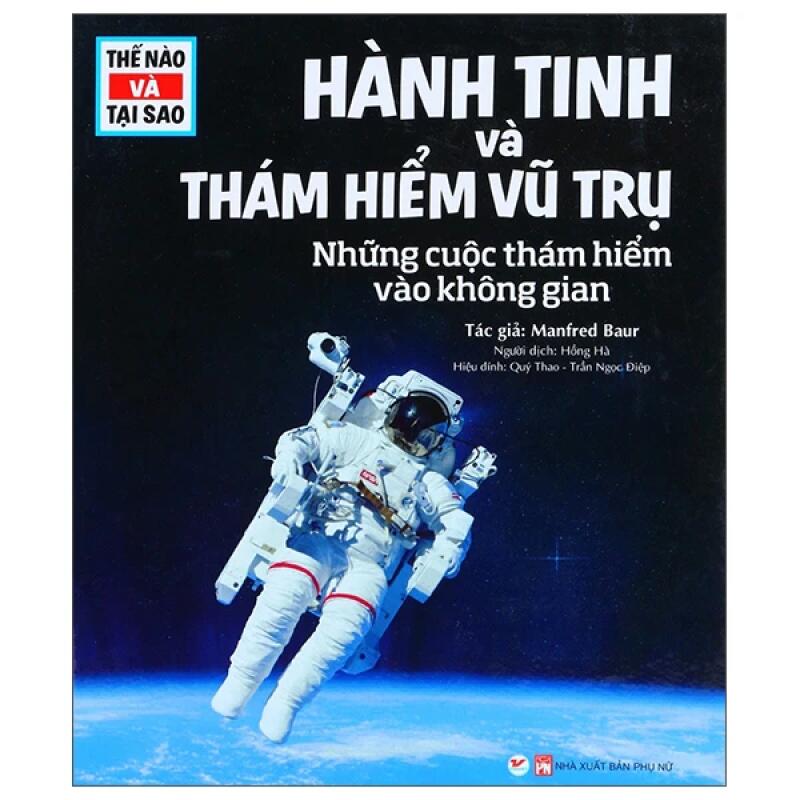 THẾ NÀO
VÀ
TẠI SAO
HÀNH TINH
và
THÁM HIỂM VŨ TRỤ
Những cuộc thám hiểm
vào không gian
Tác giả: Manfred Baur
Người dịch: Hồng Hà
Hiệu đính: Quý Thao - Trần Ngọc Điệp
PN
NHÀ XUẤT BẢN PHỤ NỮ